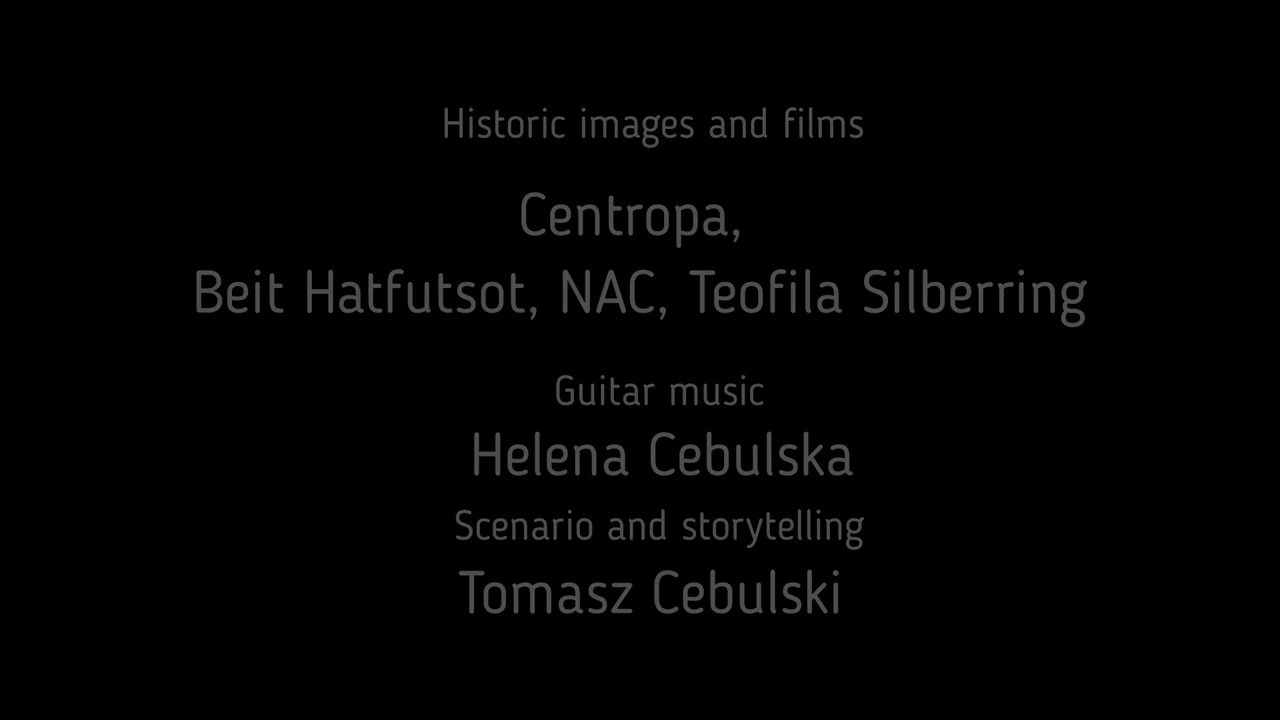 Historic images and films
Centropa,
Beit Hatfutsot, NAC, Teofila Silberring
Guitar music
Helena Cebulska
Scenario and storytelling
Tomasz Cebulski